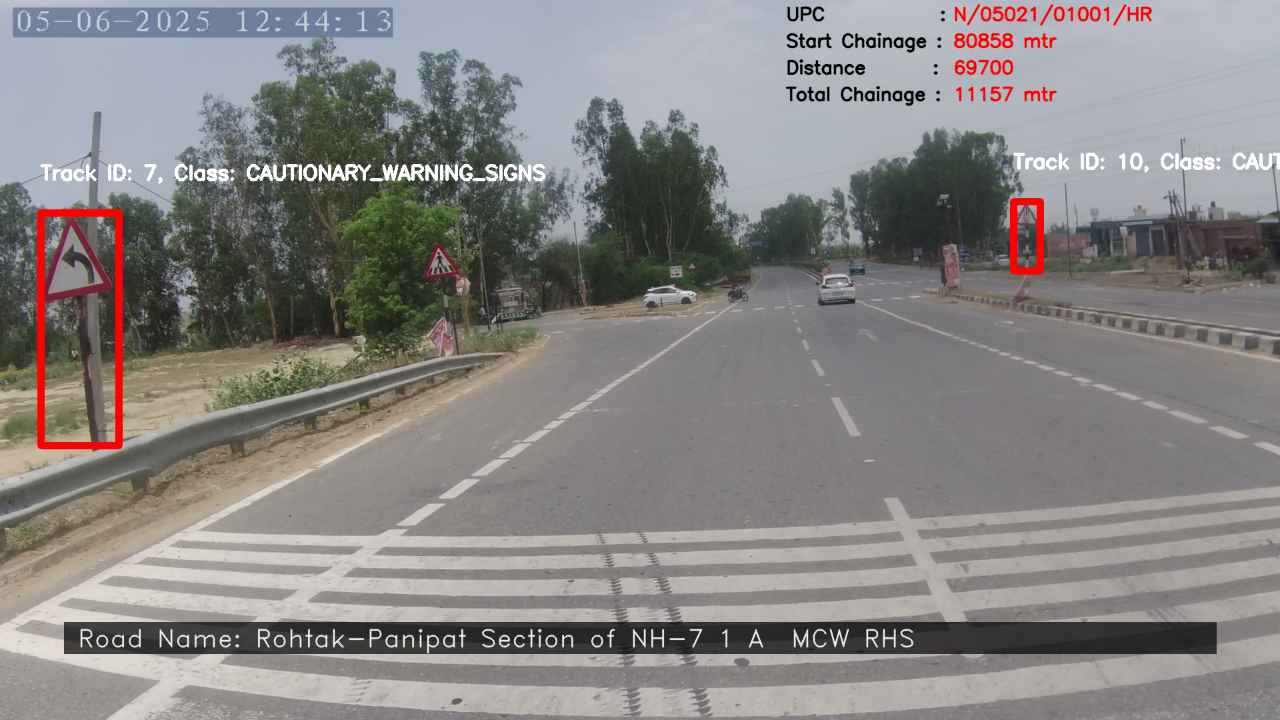 05-06-2025 12:44:13
UPC : N/05021/01001/HR
Start Chainage : 80858 mtr
Distance : 69700
Total Chainage : 11157 mtr
Track ID: 7, Class: CAUTIONARY_WARNING_SIGNS
Track ID: 10, Class: CAUT
Road Name: Rohtak-Panipat Section of NH-7 1 A MCW RHS